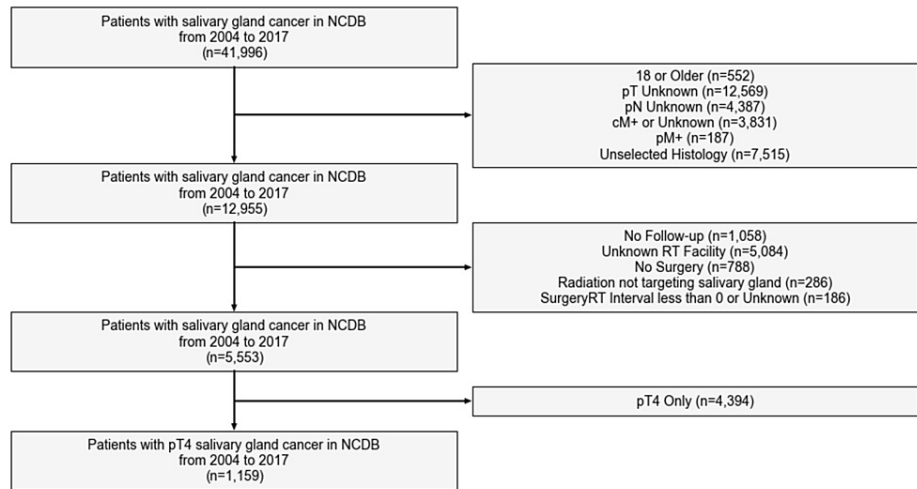 Patients with salivary gland cancer in NCDB
from 2004 to 2017
(n=41,996)
18 or Older (n=552)
pT Unknown (n=12,569)
pN Unknown (n=4,387)
cM+ or Unknown (n=3,831)
pM+ (n=187)
Unselected Histology (n=7,515)
Patients with salivary gland cancer in NCDB
from 2004 to 2017
(n=12,955)
No Follow-up (n=1,058)
Unknown RT Facility (n=5,084)
No Surgery (n=788)
Radiation not targeting salivary gland (n=286)
SurgeryRT Interval less than 0 or Unknown (n=186)
Patients with salivary gland cancer in NCDB
from 2004 to 2017
(n=5,553)
pT4 Only (n=4,394)
Patients with pT4 salivary gland cancer in NCDB
from 2004 to 2017
(n=1,159)